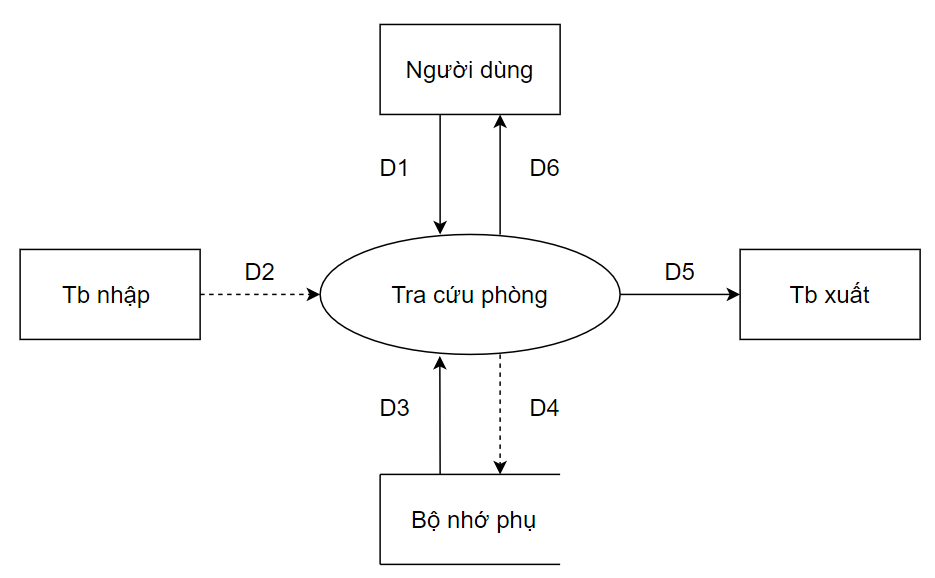 Người dùng
D1
D6
D2
D5
Tb nhập
Tra cứu phòng
Tb xuất
D3
D4
Bộ nhớ phụ